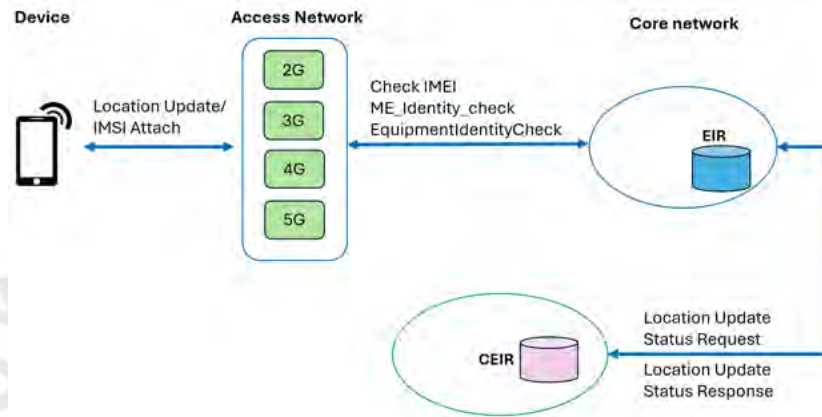 Device
Access Network
Core network
2G
3G
4G
5G
Location Update/
IMSI Attach
Check IMEI
ME_Identity_check
EquipmentIdentityCheck
EIR
CEIR
Location Update
Status Request
Location Update
Status Response